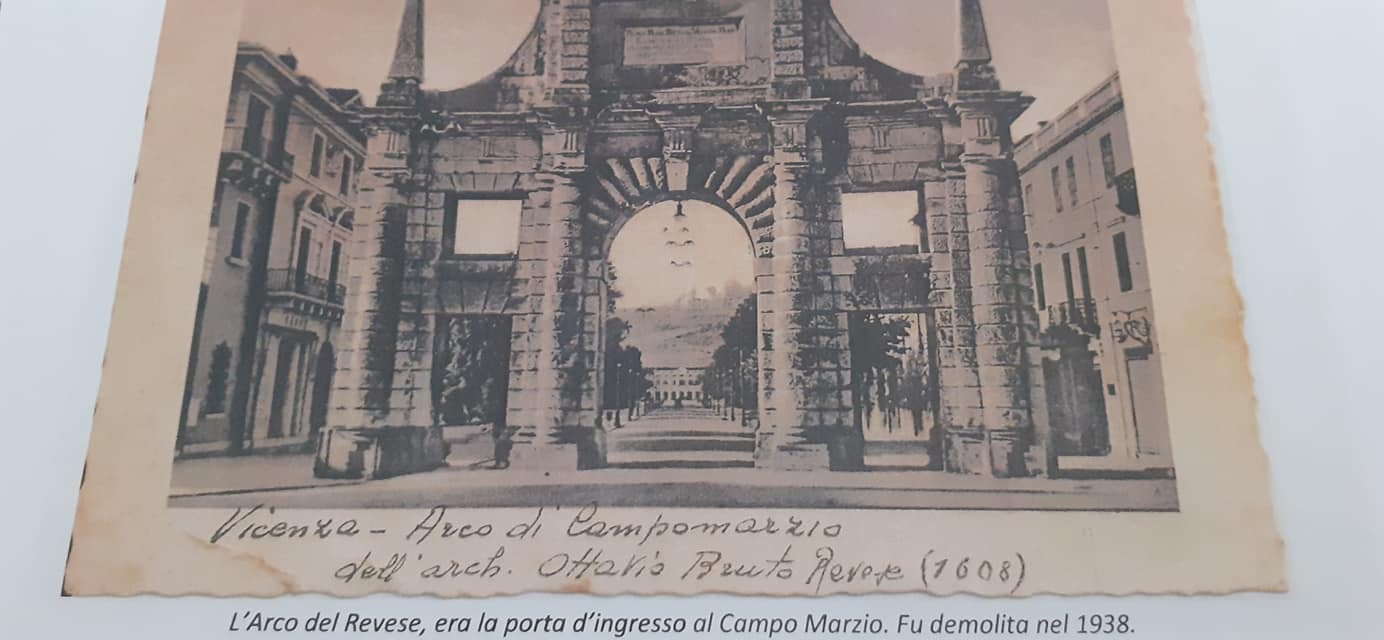 Vicenza - Arco di Campomarzio
dell'arch. Ottavio Bruto Revese (1608)
L'Arco del Revese, era la porta d'ingresso al Campo Marzio. Fu demolita nel 1938.